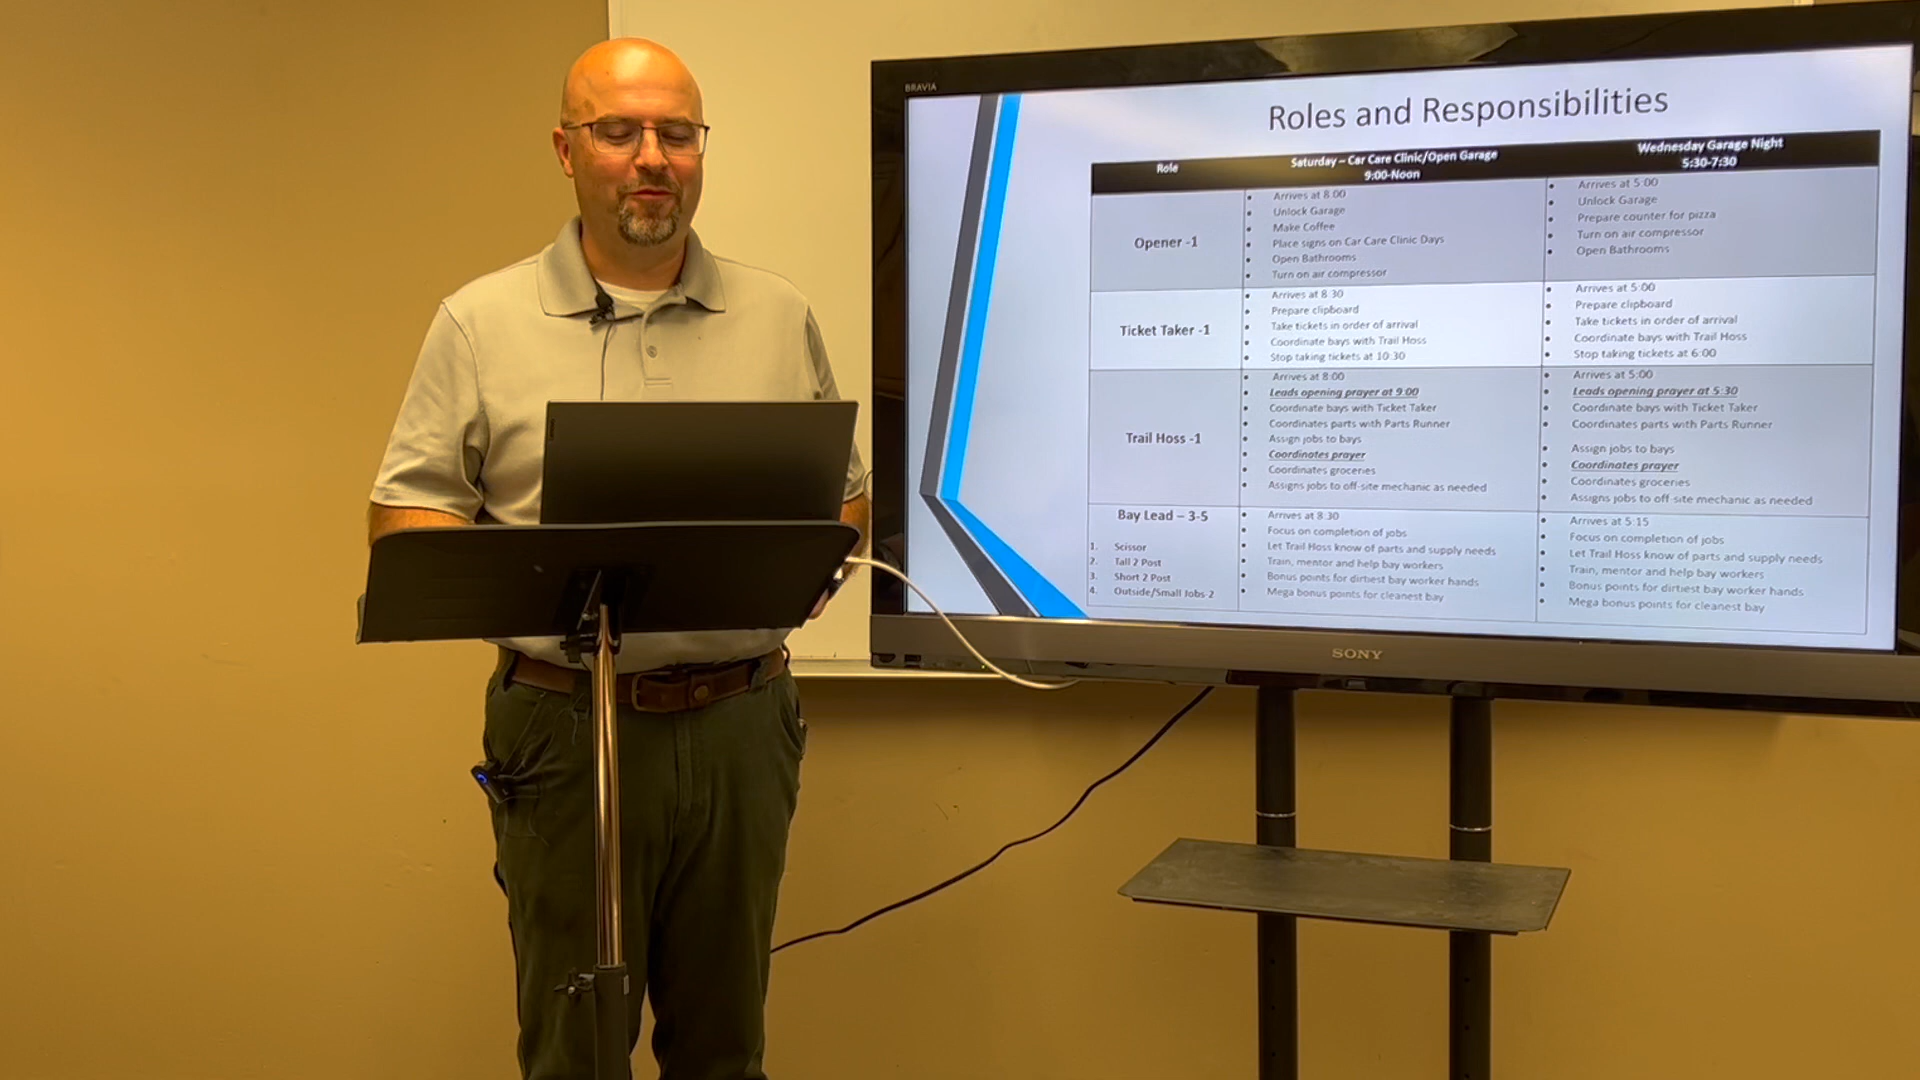 BRAVIA
Roles and Responsibilities
Role
Saturday – Car Care Clinic/Open Garage
9:00-Noon
Wednesday Garage Night
5:30-7:30
Opener -1
Arrives at 8:00
Unlock Garage
Make Coffee
Place signs on Car Care Clinic Days
Open Bathrooms
Turn on air compressor
Arrives at 5:00
Unlock Garage
Prepare counter for pizza
Turn on air compressor
Open Bathrooms
Ticket Taker -1
Arrives at 8:30
Prepare clipboard
Take tickets in order of arrival
Coordinate bays with Trail Hoss
Stop taking tickets at 10:30
Arrives at 5:00
Prepare clipboard
Take tickets in order of arrival
Coordinate bays with Trail Hoss
Stop taking tickets at 6:00
Trail Hoss -1
Arrives at 8:00
Leads opening prayer at 9:00
Coordinate bays with Ticket Taker
Coordinates parts with Parts Runner
Assign jobs to bays
Coordinates prayer
Coordinates groceries
Assigns jobs to off-site mechanic as needed
Arrives at 5:00
Leads opening prayer at 5:30
Coordinate bays with Ticket Taker
Coordinates parts with Parts Runner
Assign jobs to bays
Coordinates prayer
Coordinates groceries
Assigns jobs to off-site mechanic as needed
Bay Lead – 3-5
1. Scissor
2. Tall 2 Post
3. Short 2 Post
4. Outside/Small Jobs-2
Arrives at 8:30
Focus on completion of jobs
Let Trail Hoss know of parts and supply needs
Train, mentor and help bay workers
Bonus points for dirtiest bay worker hands
Mega bonus points for cleanest bay
Arrives at 5:15
Focus on completion of jobs
Let Trail Hoss know of parts and supply needs
Train, mentor and help bay workers
Bonus points for dirtiest bay worker hands
Mega bonus points for cleanest bay
SONY